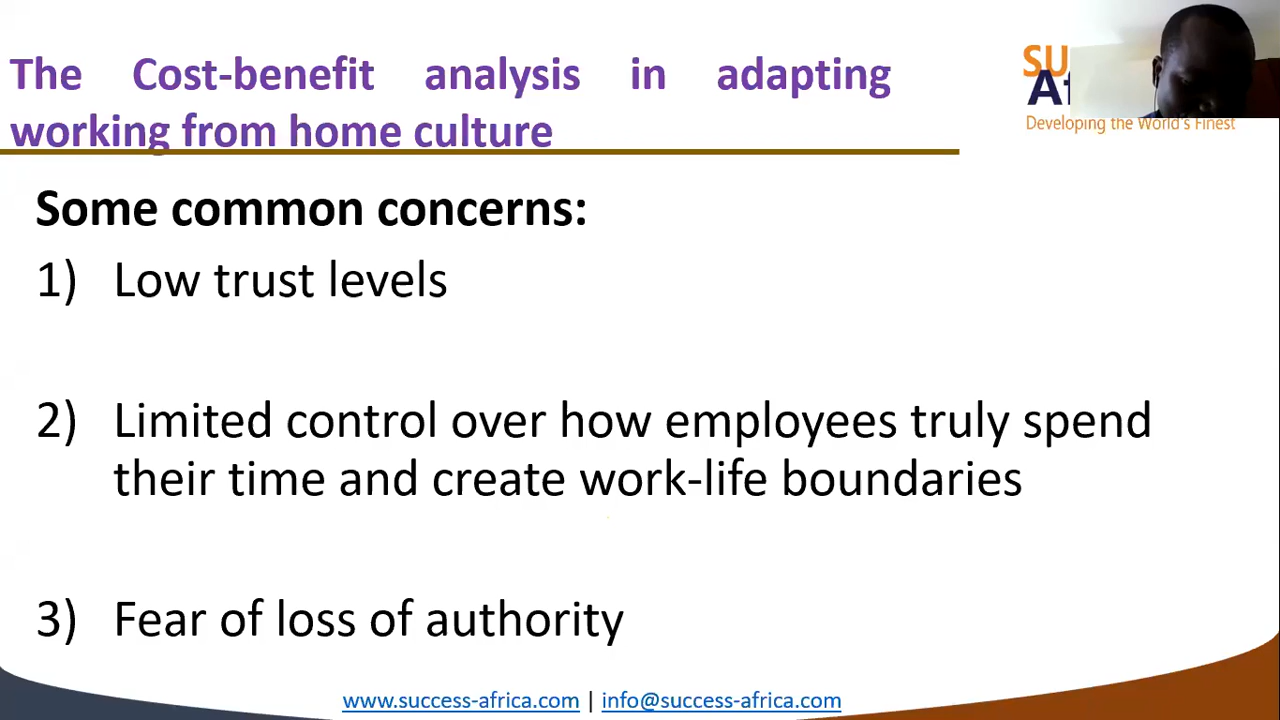 The Cost-benefit analysis in adapting
working from home culture
SU
Af
Developing the World's Finest
Some common concerns:
1) Low trust levels
2) Limited control over how employees truly spend
their time and create work-life boundaries
3) Fear of loss of authority
www.success-africa.com | info@success-africa.com